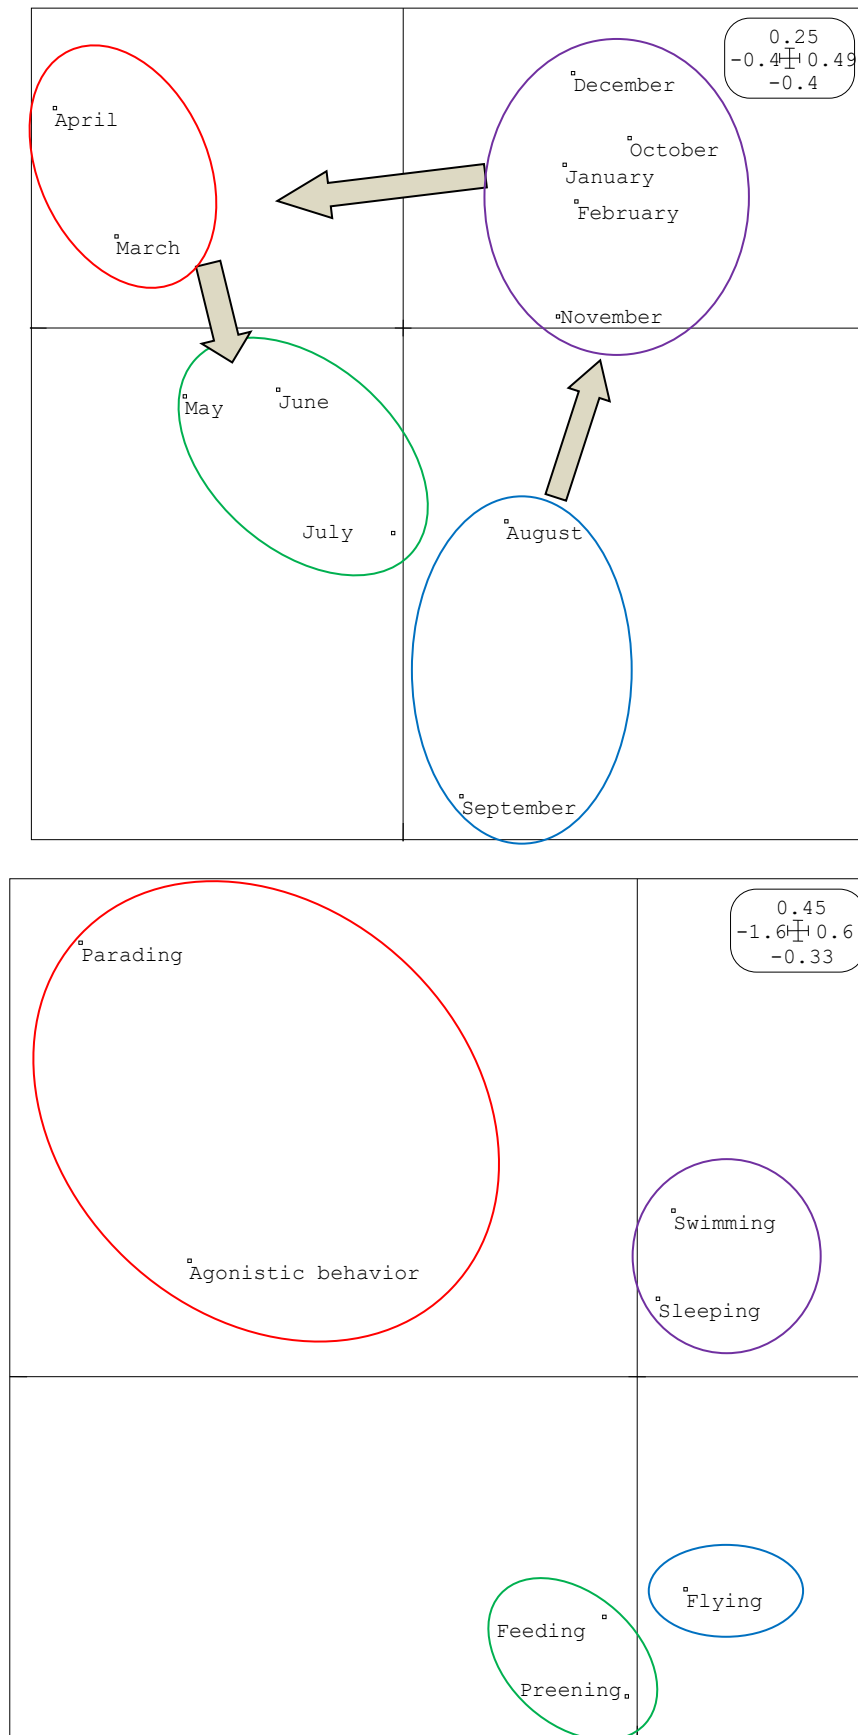 0.25
-0.4 0.49
-0.4
December
April
October
January
February
March
November
May
June
July
August
September
0.45
-1.6 0.6
-0.33
Parading
Swimming
Agonistic behavior
Sleeping
Flying
Feeding
Preening